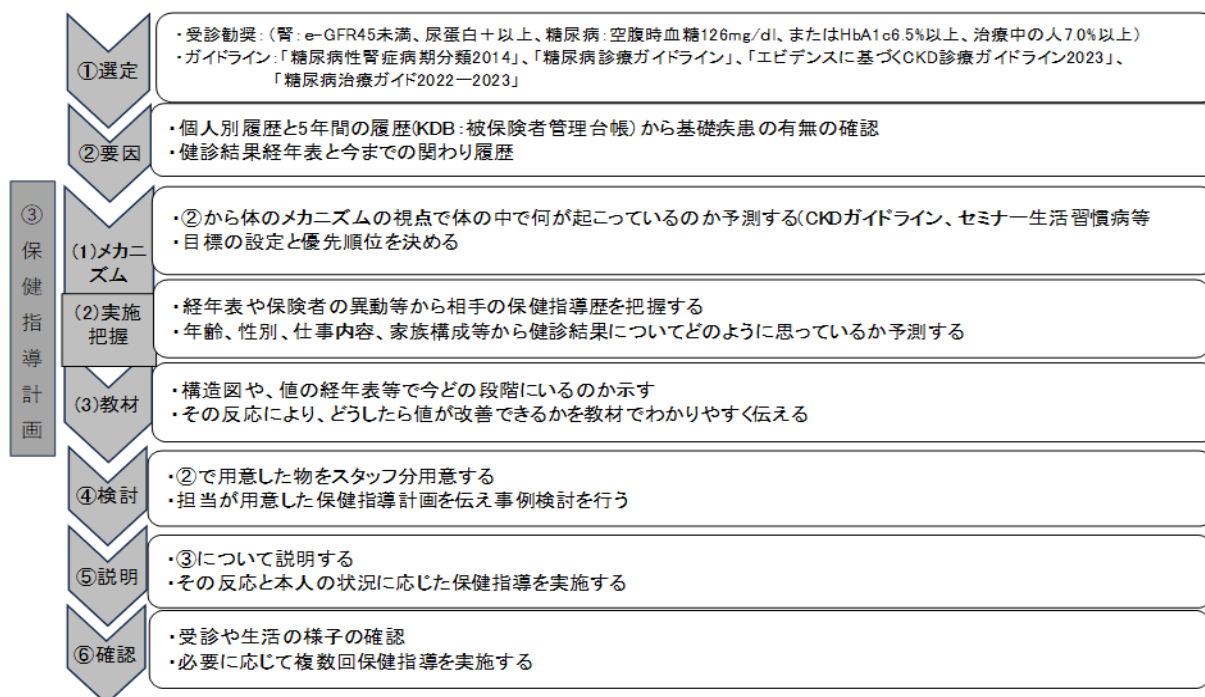 ・受診勧奨：（腎：e-GFR45未満、尿蛋白＋以上、糖尿病：空腹時血糖126mg/dl、またはHbA1c6.5%以上、治療中の人7.0%以上）
・ガイドライン：「糖尿病性腎症病期分類2014」、「糖尿病診療ガイドライン」、「エビデンスに基づくCKD診療ガイドライン2023」、
「糖尿病治療ガイド2022ー2023」
①選定
・個人別履歴と5年間の履歴(KDB：被保険者管理台帳)から基礎疾患の有無の確認
・健診結果経年表と今までの関わり履歴
②要因
③保健指導計画
・②から体のメカニズムの視点で体の中で何が起こっているのか予測する(CKDガイドライン、セミナー生活習慣病等
・目標の設定と優先順位を決める
(1)メカニ
ズム
・経年表や保険者の異動等から相手の保健指導歴を把握する
・年齢、性別、仕事内容、家族構成等から健診結果についてどのように思っているか予測する
(2)実施
把握
・構造図や、値の経年表等で今どの段階にいるのか示す
・その反応により、どうしたら値が改善できるかを教材でわかりやすく伝える
(3)教材
・②で用意した物をスタッフ分用意する
・担当が用意した保健指導計画を伝え事例検討を行う
④検討
・③について説明する
・その反応と本人の状況に応じた保健指導を実施する
⑤説明
・受診や生活の様子の確認
・必要に応じて複数回保健指導を実施する
⑥確認